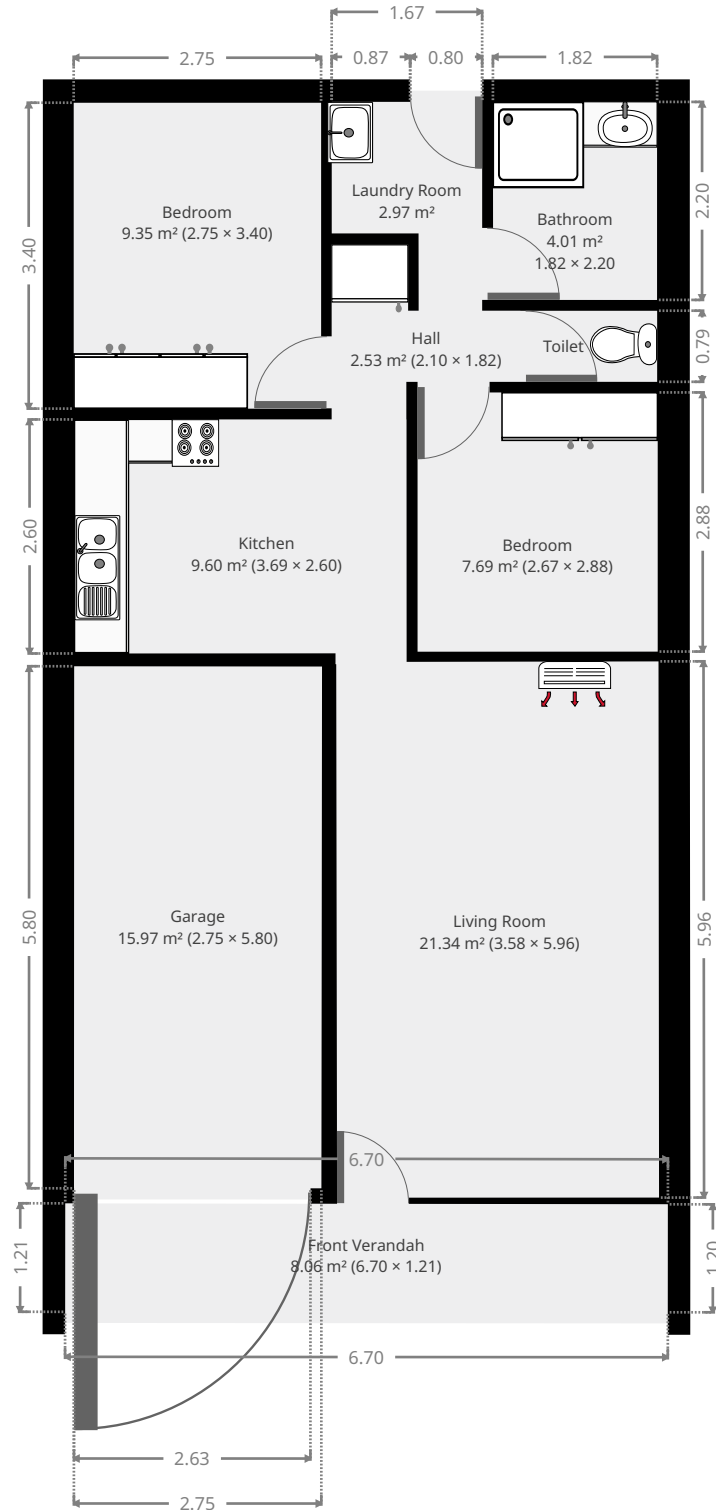 1.67
2.75
0.87
0.80
1.82
Laundry Room
2.97 m²
Bedroom
9.35 m² (2.75 × 3.40)
Bathroom
4.01 m²
1.82 × 2.20
2.20
3.40
Hall
2.53 m² (2.10 × 1.82)
Toilet
0.79
2.60
Kitchen
9.60 m² (3.69 × 2.60)
Bedroom
7.69 m² (2.67 × 2.88)
2.88
5.80
Garage
15.97 m² (2.75 × 5.80)
Living Room
21.34 m² (3.58 × 5.96)
5.96
6.70
1.21
Front Verandah
8.06 m² (6.70 × 1.21)
1.20
6.70
2.63
2.75